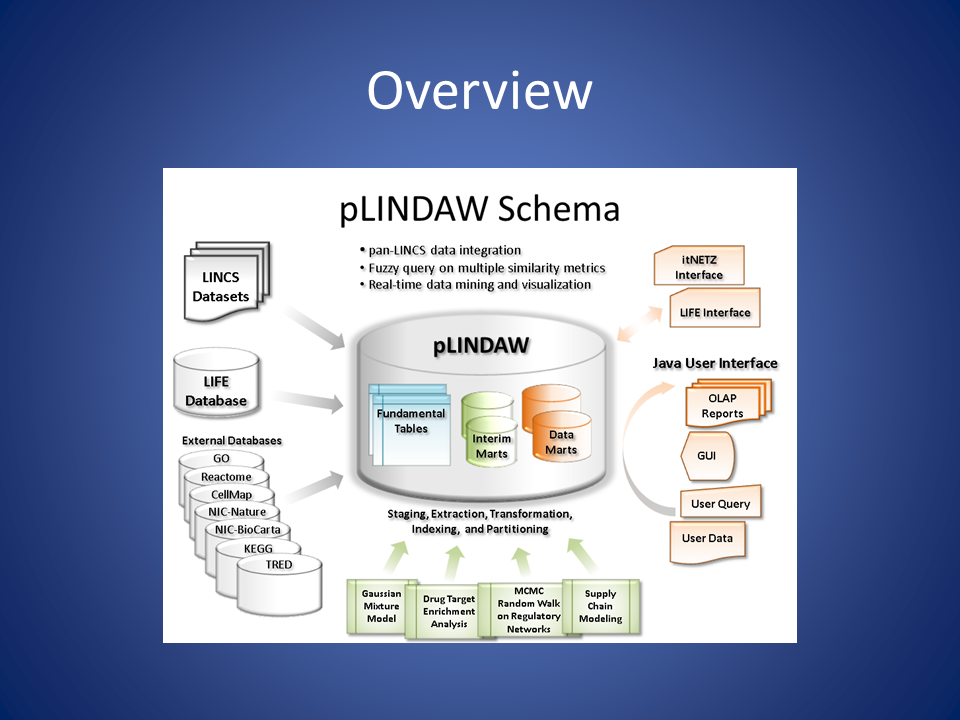 Overview
pLINDAW Schema
• pan-LINCS data integration
• Fuzzy query on multiple similarity metrics
• Real-time data mining and visualization
LINCS
Datasets
LIFE
Database
External Databases
GO
Reactome
CellMap
NIC-Nature
NIC-BioCarta
KEGG
TRED
pLINDAW
Fundamental
Tables
Interim
Marts
Data
Marts
Staging, Extraction, Transformation,
Indexing, and Partitioning
Gaussian
Mixture
Model
Drug Target
Enrichment
Analysis
MCMC
Random Walk
on Regulatory
Networks
Supply
Chain
Modeling
itNETZ
Interface
LIFE Interface
Java User Interface
OLAP
Reports
GUI
User Query
User Data